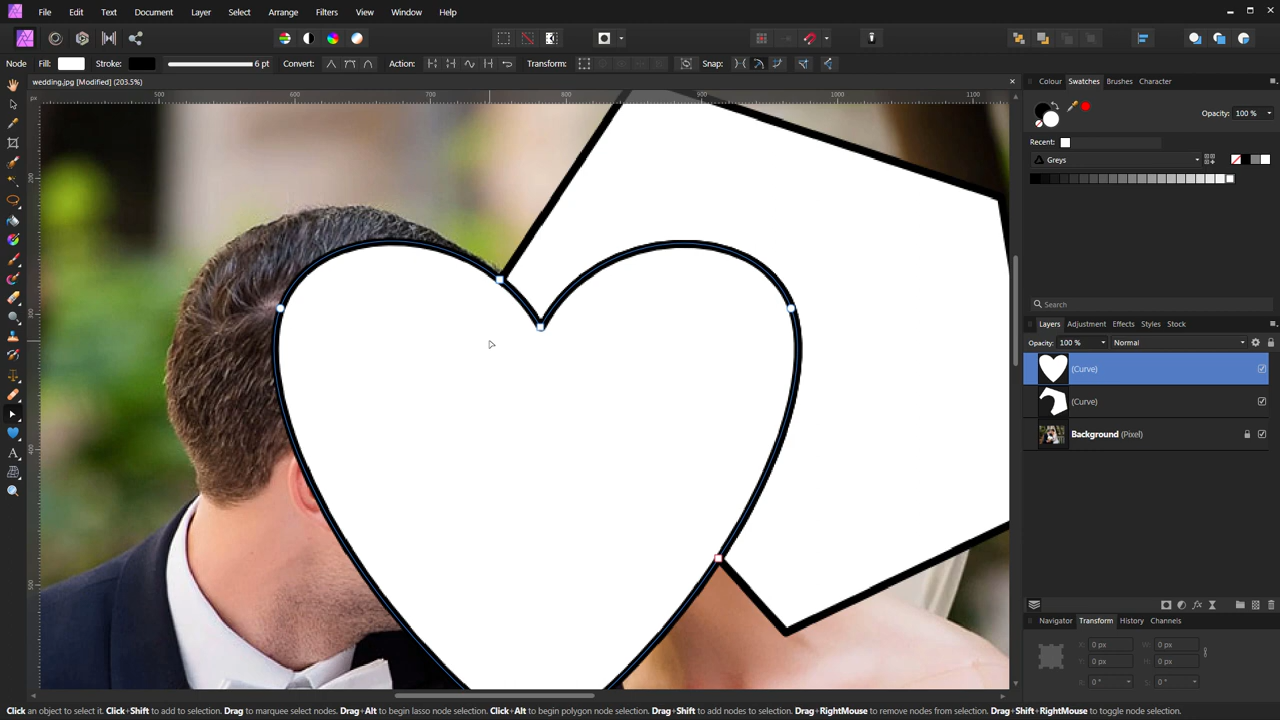 File Edit Text Document Layer Select Arrange Filters View Window Help
Node Fill: Stroke: 6 pt Convert: Action: Transform: Snap:
wedding.jpg [Modified] (203.5%)
px 500 600 700 800 900 1000 1100
200
300
400
500
Colour Swatches Brushes Character
Opacity: 100 %
Recent:
Greys
Search
Layers Adjustment Effects Styles Stock
Opacity: 100 % Normal
(Curve)
(Curve)
Background (Pixel)
Navigator Transform History Channels
X: 0 px W: 0 px
Y: 0 px H: 0 px
R: 0 ° S: 0 °
Click an object to select it. Click+Shift to add to selection. Drag to marquee select nodes. Drag+Alt to begin lasso node selection. Click+Alt to begin polygon node selection. Drag+Shift to add nodes to selection. Drag+RightMouse to remove nodes from selection. Drag+Shift+RightMouse to toggle node selection.